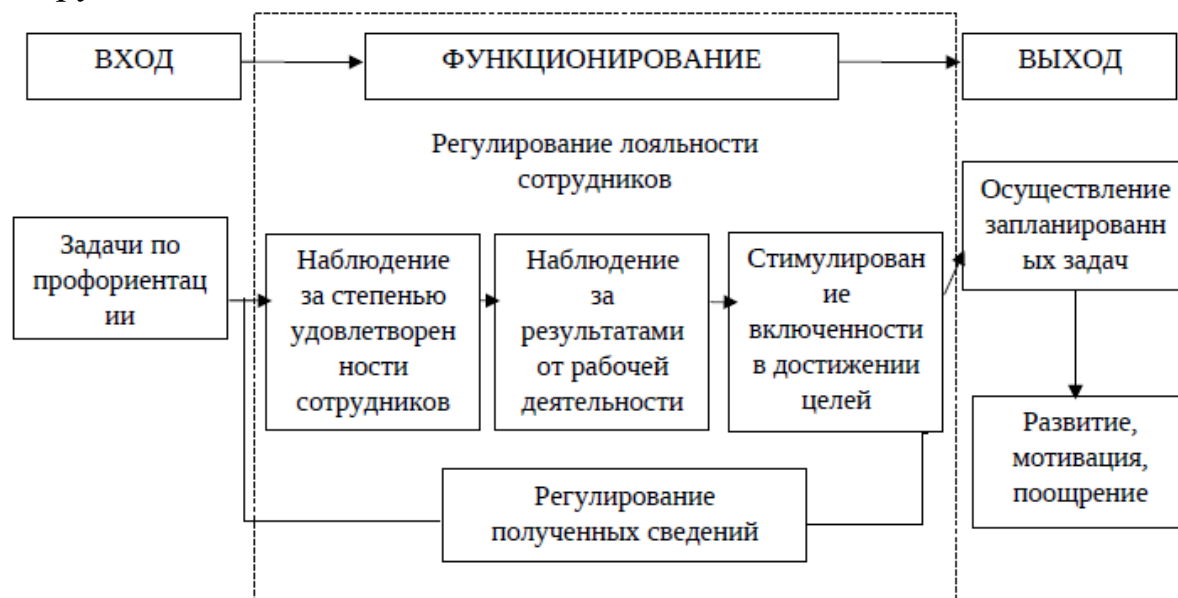 ВХОД
ФУНКЦИОНИРОВАНИЕ
ВЫХОД
Регулирование лояльности
сотрудников
Задачи по
профориентац
ии
Наблюдение
за степенью
удовлетворен
ности
сотрудников
Наблюдение
за
результатами
от рабочей
деятельности
Стимулирован
ие
включенности
в достижении
целей
Осуществление
запланированн
ых задач
Регулирование
полученных сведений
Развитие,
мотивация,
поощрение